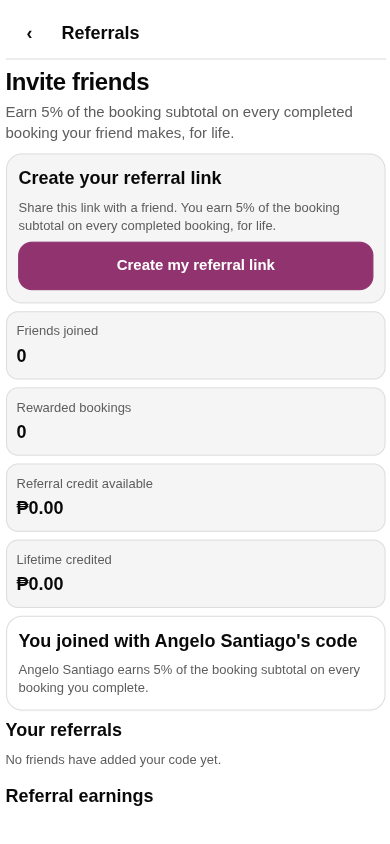 ‹ Referrals
Invite friends
Earn 5% of the booking subtotal on every completed
booking your friend makes, for life.
Create your referral link
Share this link with a friend. You earn 5% of the booking
subtotal on every completed booking, for life.
Create my referral link
Friends joined
0
Rewarded bookings
0
Referral credit available
₱0.00
Lifetime credited
₱0.00
You joined with Angelo Santiago's code
Angelo Santiago earns 5% of the booking subtotal on every
booking you complete.
Your referrals
No friends have added your code yet.
Referral earnings